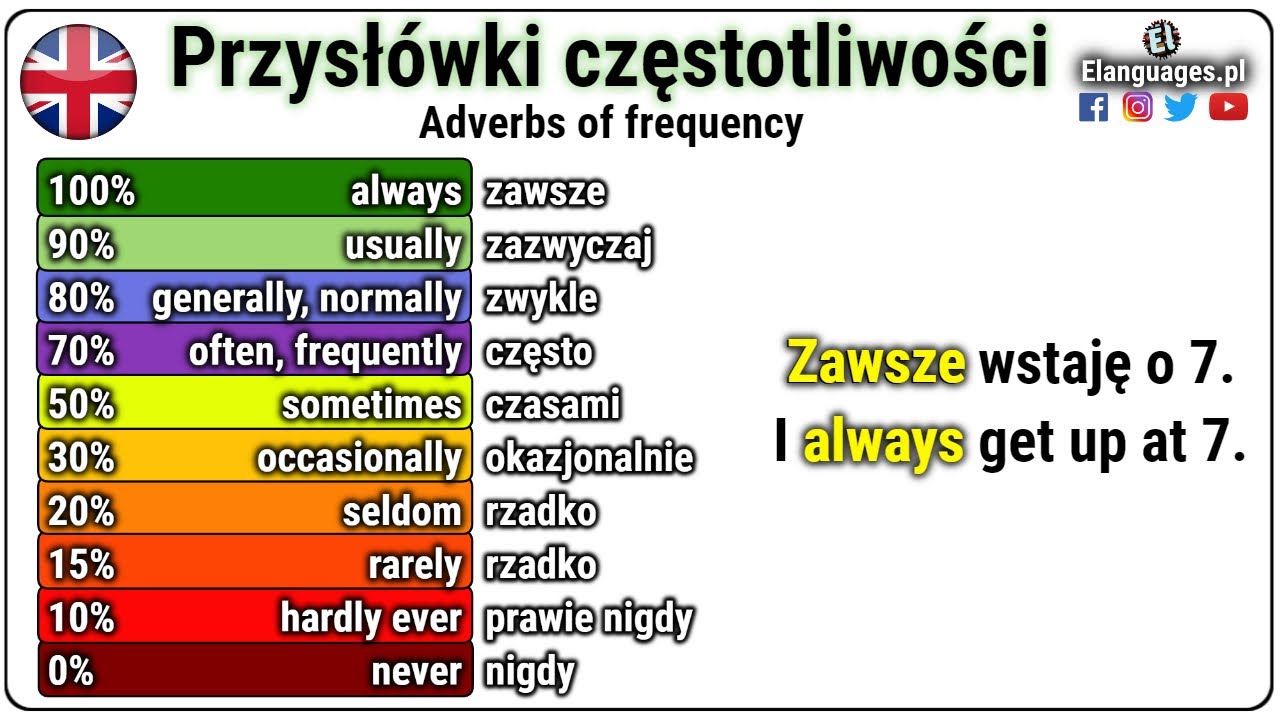 Przysłówki częstotliwości
Adverbs of frequency
El
Elanguages.pl
100% always zawsze
90% usually zazwyczaj
80% generally, normally zwykle
70% often, frequently często
50% sometimes czasami
30% occasionally okazjonalnie
20% seldom rzadko
15% rarely rzadko
10% hardly ever prawie nigdy
0% never nigdy
Zawsze wstaję o 7.
I always get up at 7.